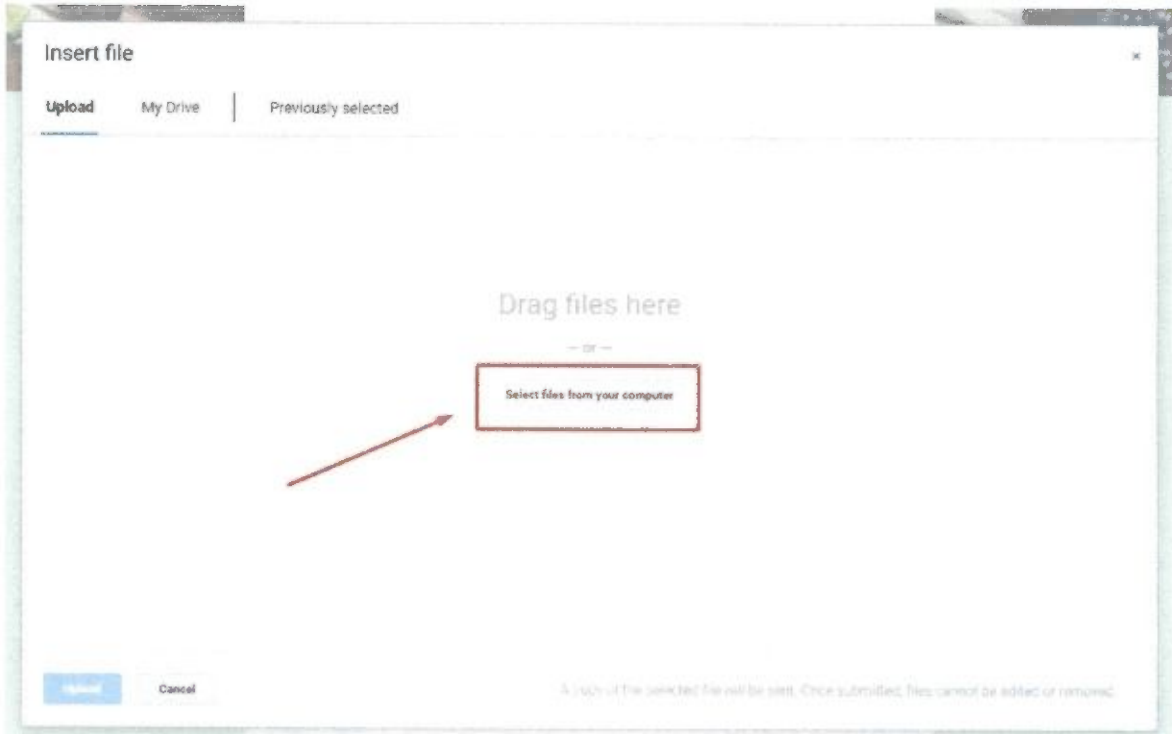 Insert file
×
Upload My Drive Previously selected
Drag files here
— or —
Select files from your computer
Upload Cancel A copy of the selected file will be sent. Once submitted, files cannot be added or removed.